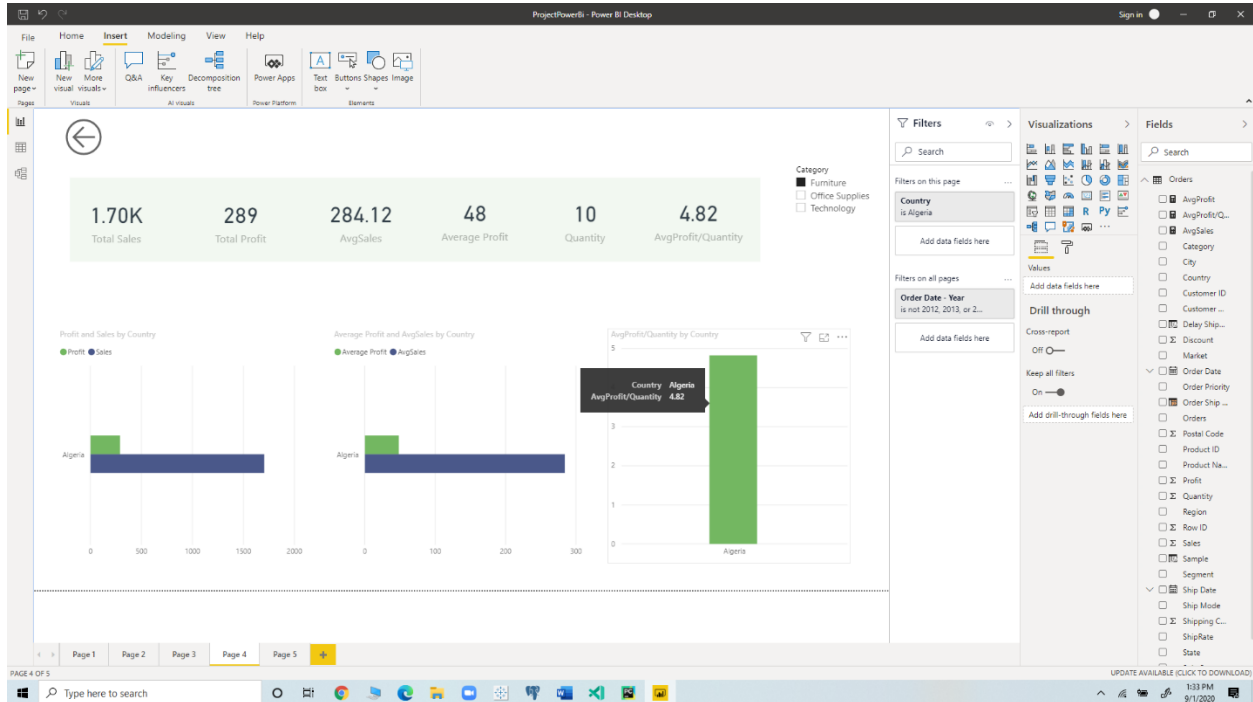 ProjectPowerBi - Power BI Desktop
Sign in
File Home Insert Modeling View Help
New page
New visual
More visuals
Q&A
Key influencers
Decomposition tree
Power Apps
Text box
Buttons
Shapes
Image
Pages
Visuals
AI visuals
Power Platform
Elements
1.70K
Total Sales
289
Total Profit
284.12
AvgSales
48
Average Profit
10
Quantity
4.82
AvgProfit/Quantity
Category
Furniture
Office Supplies
Technology
Profit and Sales by Country
Profit Sales
Algeria
0 500 1000 1500 2000
Average Profit and AvgSales by Country
Average Profit AvgSales
Algeria
0 100 200 300
AvgProfit/Quantity by Country
5
3
2
1
0
Algeria
Country Algeria
AvgProfit/Quantity 4.82
Filters
Search
Filters on this page ...
Country
is Algeria
Add data fields here
Filters on all pages ...
Order Date - Year
is not 2012, 2013, or 2...
Add data fields here
Visualizations
R Py
...
Values
Add data fields here
Drill through
Cross-report
Off
Keep all filters
On
Add drill-through fields here
Fields
Search
Orders
AvgProfit
AvgProfit/Q...
AvgSales
Category
City
Country
Customer ID
Customer ...
Delay Ship...
Discount
Market
Order Date
Order Priority
Order Ship ...
Orders
Postal Code
Product ID
Product Na...
Profit
Quantity
Region
Row ID
Sales
Sample
Segment
Ship Date
Ship Mode
Shipping C...
ShipRate
State
Page 1 Page 2 Page 3 Page 4 Page 5 +
PAGE 4 OF 5
UPDATE AVAILABLE (CLICK TO DOWNLOAD)
Type here to search
1:33 PM
9/1/2020